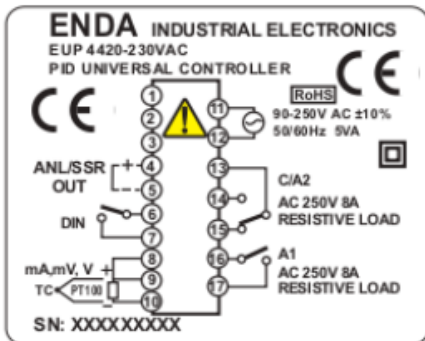 ENDA INDUSTRIAL ELECTRONICS
EUP 4420-230VAC
PID UNIVERSAL CONTROLLER
CE
CE
RoHS
90-250V AC ±10%
50/60Hz 5VA
1
2
3
4
5
6
7
8
9
10
ANL/SSR
OUT
+
-
DIN
mA,mV, V +
TC PT100
-
11
12
13
14
15
16
17
C/A2
AC 250V 8A
RESISTIVE LOAD
A1
AC 250V 8A
RESISTIVE LOAD
SN: XXXXXXXXX